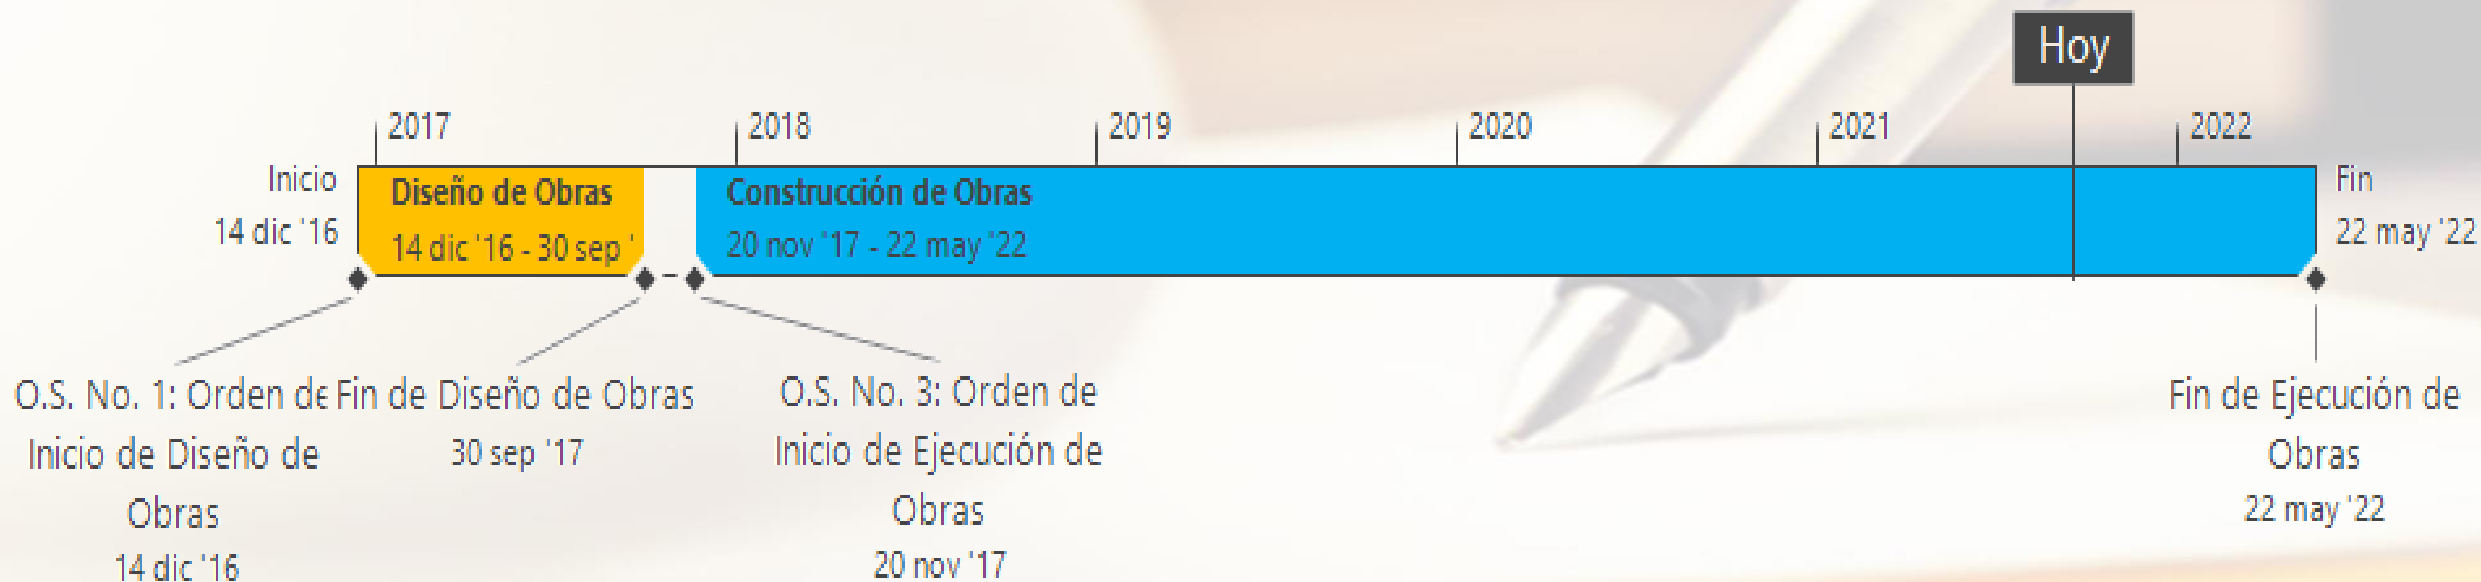 Hoy
2017
2018
2019
2020
2021
2022
Inicio
14 dic '16
Diseño de Obras
14 dic '16 - 30 sep '
Construcción de Obras
20 nov '17 - 22 may '22
Fin
22 may '22
O.S. No. 1: Orden de
Inicio de Diseño de
Obras
14 dic '16
Fin de Diseño de Obras
30 sep '17
O.S. No. 3: Orden de
Inicio de Ejecución de
Obras
20 nov '17
Fin de Ejecución de
Obras
22 may '22